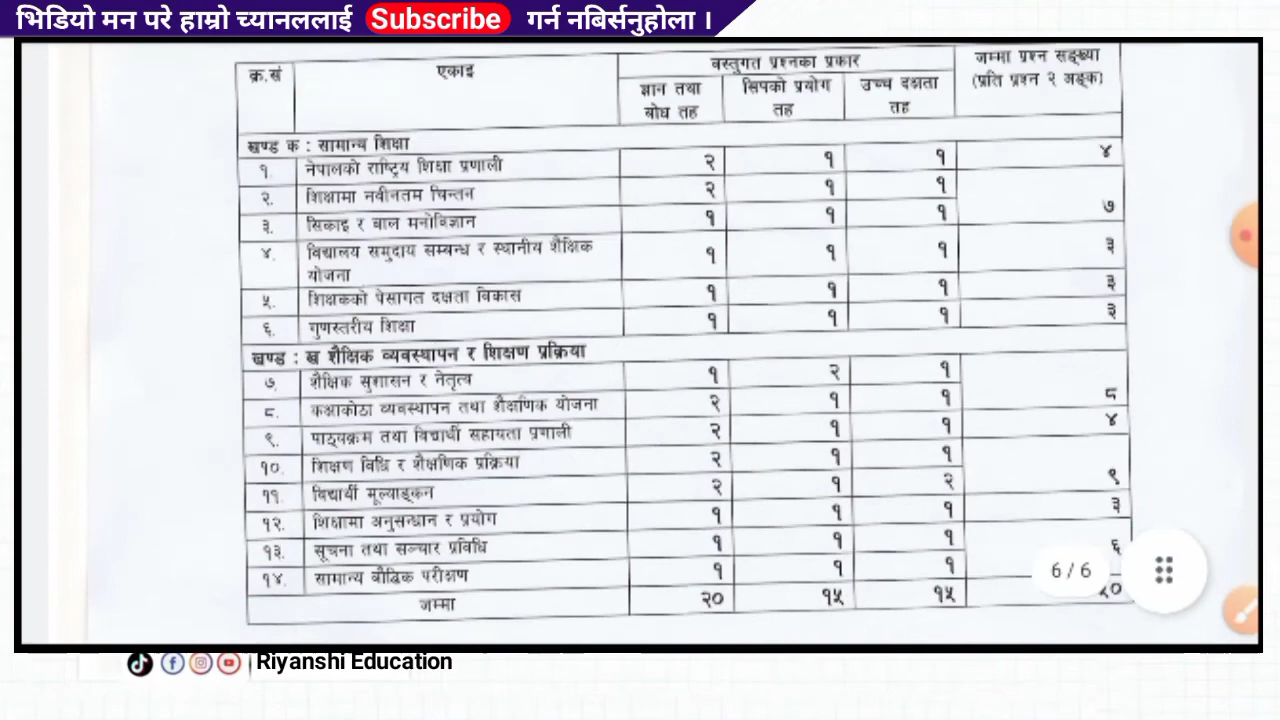 भिडियो मन परे हाम्रो च्यानललाई Subscribe गर्न नबिर्सनुहोला ।
क्र.सं एकाइ वस्तुगत प्रश्नका प्रकार जम्मा प्रश्न सङ्ख्या (प्रति प्रश्न २ अङ्क)
ज्ञान तथा बोध तह सिपको प्रयोग तह उच्च दक्षता तह
खण्ड क : सामान्य शिक्षा
१. नेपालको राष्ट्रिय शिक्षा प्रणाली २ १ १ ४
२. शिक्षामा नवीनतम चिन्तन २ १ १
३. सिकाइ र बाल मनोविज्ञान १ १ १ ७
४. विद्यालय समुदाय सम्बन्ध र स्थानीय शैक्षिक योजना १ १ १ ३
५. शिक्षकको पेसागत दक्षता विकास १ १ १ ३
६. गुणस्तरीय शिक्षा १ १ १ ३
खण्ड : ख शैक्षिक व्यवस्थापन र शिक्षण प्रक्रिया
७. शैक्षिक सुशासन र नेतृत्व १ २ १
८. कक्षाकोठा व्यवस्थापन तथा शैक्षणिक योजना २ १ १ ८
९. पाठ्यक्रम तथा विद्यार्थी सहायता प्रणाली २ १ १ ४
१०. शिक्षण विधि र शैक्षणिक प्रक्रिया २ १ १
११. विद्यार्थी मूल्याङ्कन २ १ २ ९
१२. शिक्षामा अनुसन्धान र प्रयोग १ १ १ ३
१३. सूचना तथा सञ्चार प्रविधि १ १ १
१४. सामान्य बौद्धिक परीक्षण १ १ १ ६
जम्मा २० १५ १५
6 / 6
Riyanshi Education